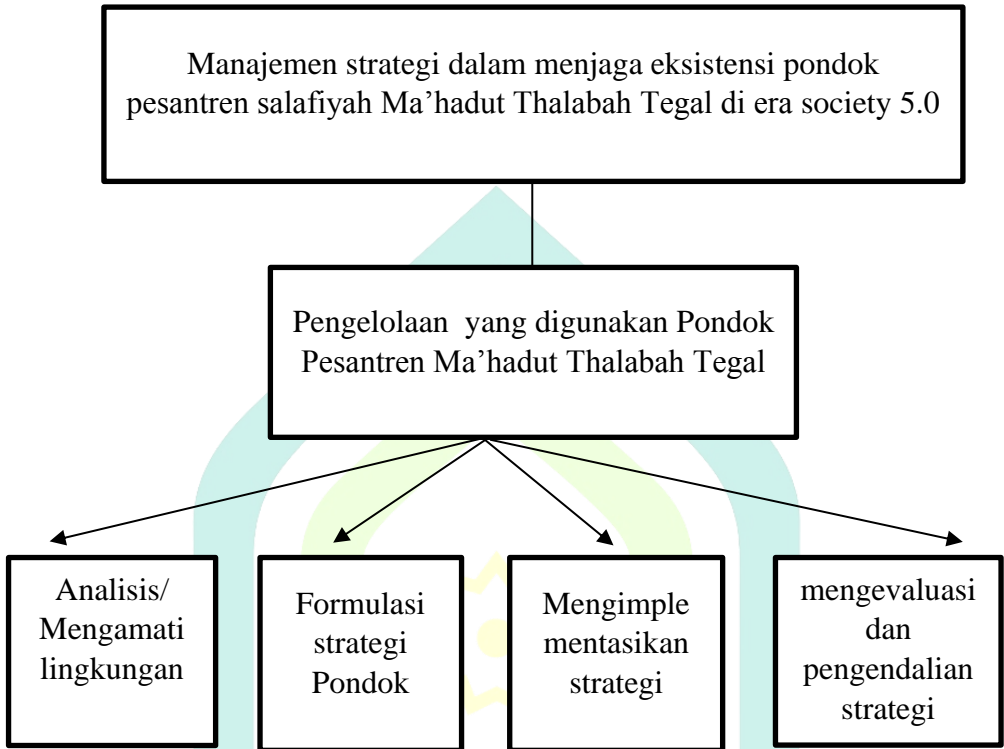 Manajemen strategi dalam menjaga eksistensi pondok
pesantren salafiyah Ma’hadut Thalabah Tegal di era society 5.0
Pengelolaan yang digunakan Pondok
Pesantren Ma’hadut Thalabah Tegal
Analisis/
Mengamati
lingkungan
Formulasi
strategi
Pondok
Mengimple
mentasikan
strategi
mengevaluasi
dan
pengendalian
strategi